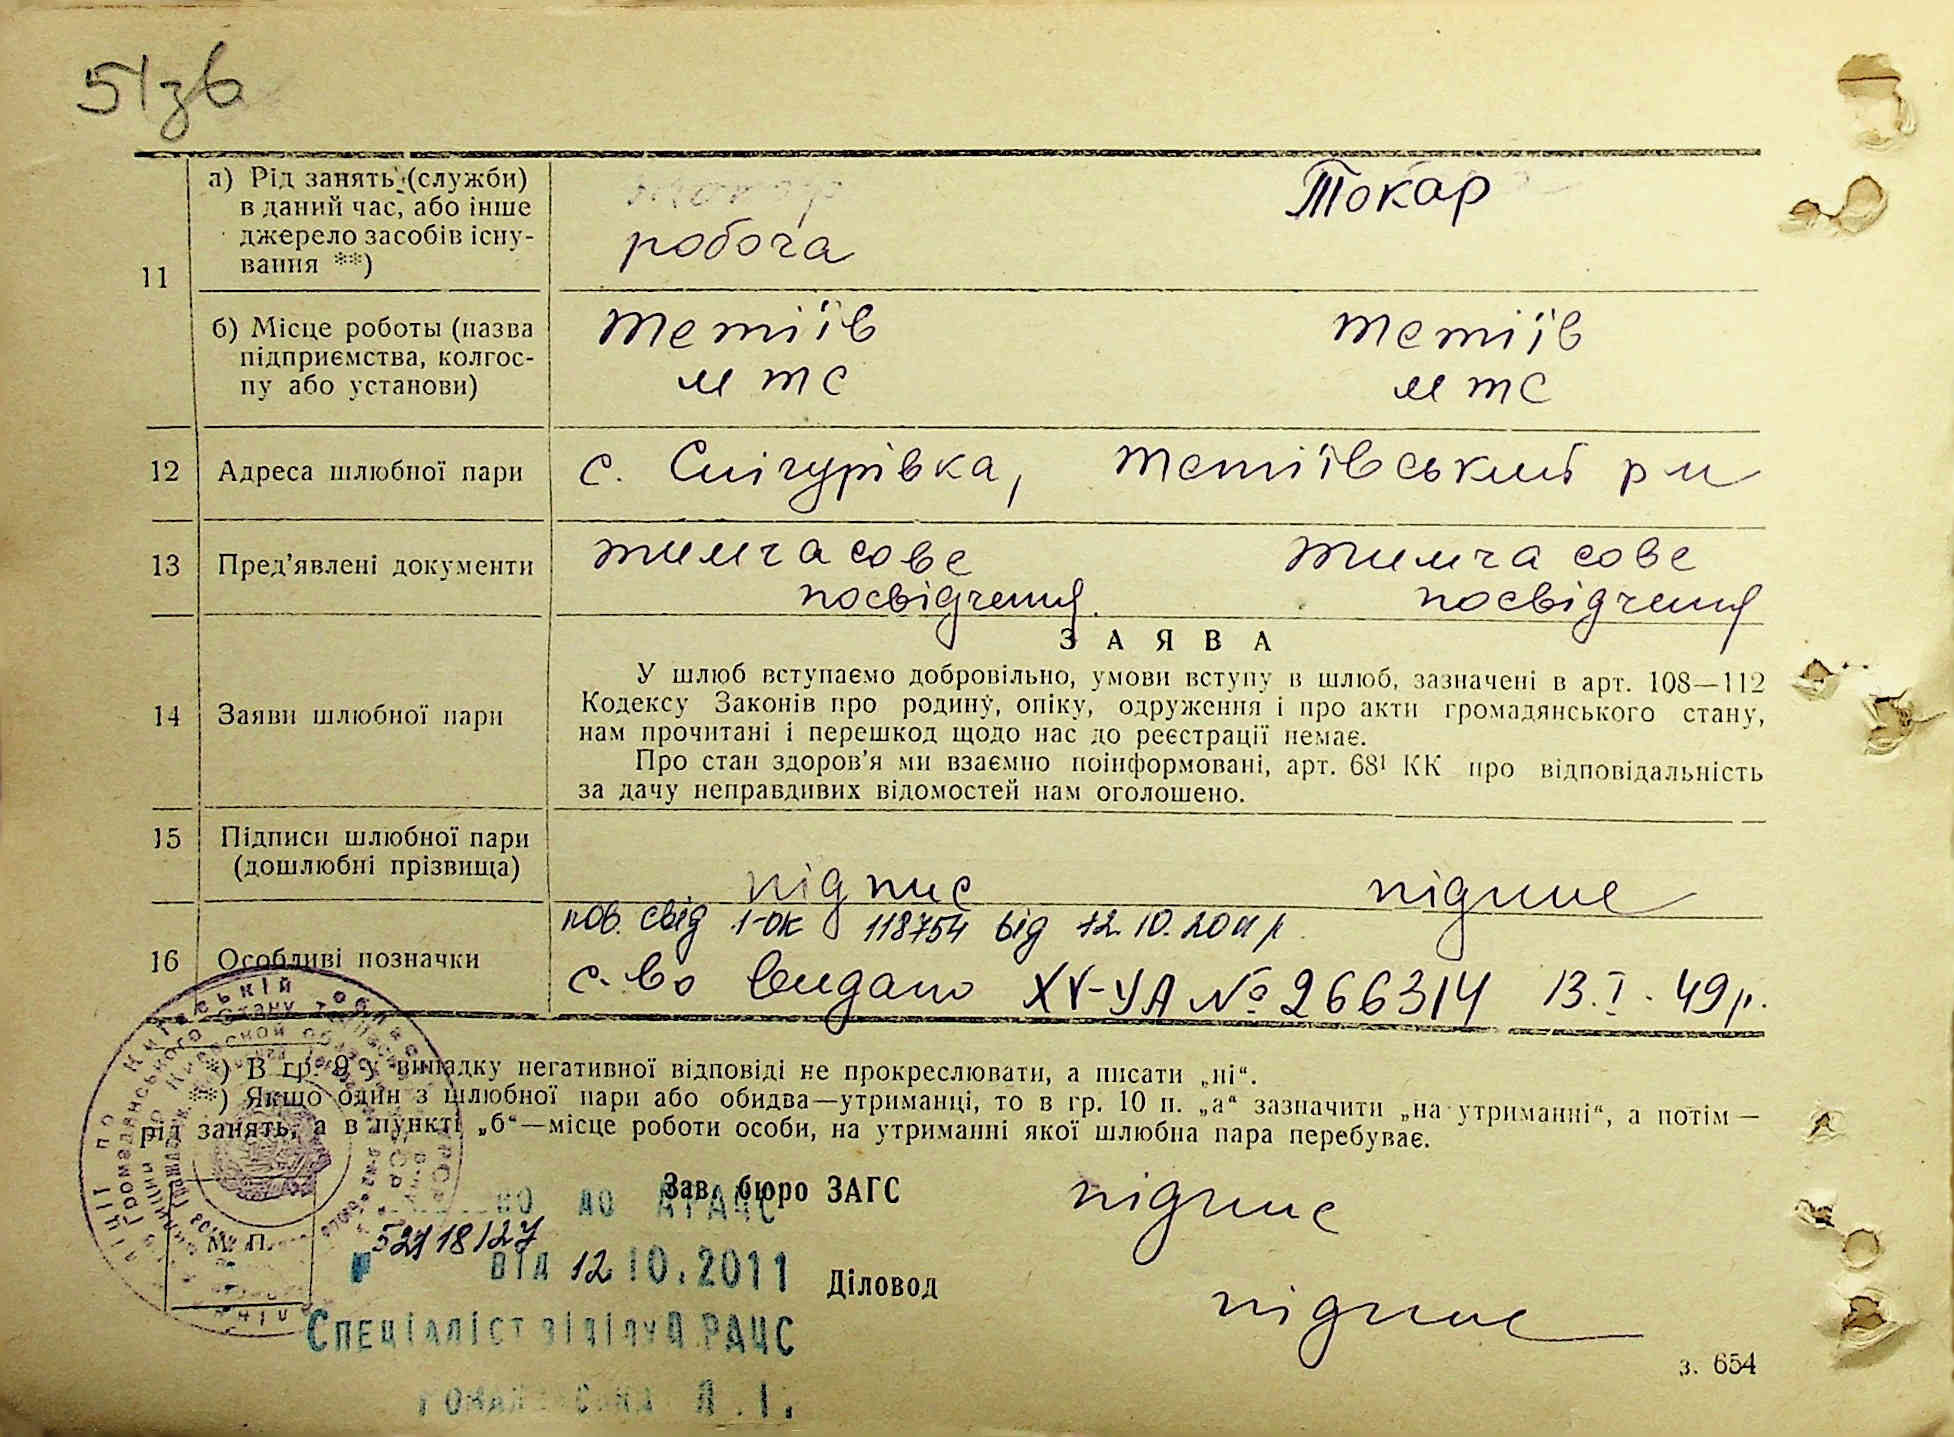 51зв
а) Рід занять (служби) в даний час, або інше джерело засобів існування **)
робоча
Токар
11
б) Місце роботы (назва підприємства, колгоспу або установи)
Тетіїв МТС
Тетіїв МТС
12 Адреса шлюбної пари с. Снігурівка, Тетіївський р-н
13 Пред'явлені документи тимчасове посвідчення. тимчасове посвідчення
ЗАЯВА
14 Заяви шлюбної пари
У шлюб вступаємо добровільно, умови вступу в шлюб, зазначені в арт. 108—112
Кодексу Законів про родину, опіку, одруження і про акти громадянського стану,
нам прочитані і перешкод щодо нас до реєстрації немає.
Про стан здоров'я ми взаємно поінформовані, арт. 68¹ КК про відповідальність
за дачу неправдивих відомостей нам оголошено.
15 Підписи шлюбної пари
(дошлюбні прізвища)
підпис підпис
пов. свід 1-ОК 118754 від 12.10.2011 р.
16 Особливі позначки
с-во видано XV-УА № 266314 13.I.49р.
*) В гр. 9 у випадку негативної відповіді не прокреслювати, а писати „ні“.
**) Якщо один з шлюбної пари або обидва—утриманці, то в гр. 10 п. „а“ зазначити „на утриманні“, а потім —
рід занять, а в пункті „б“—місце роботи особи, на утриманні якої шлюбна пара перебуває.
Зав. бюро ЗАГС підпис
до АРАЦС
М. П.
від 12.10.2011
Діловод підпис
Спеціаліст відділу ДРАЦС
з. 654